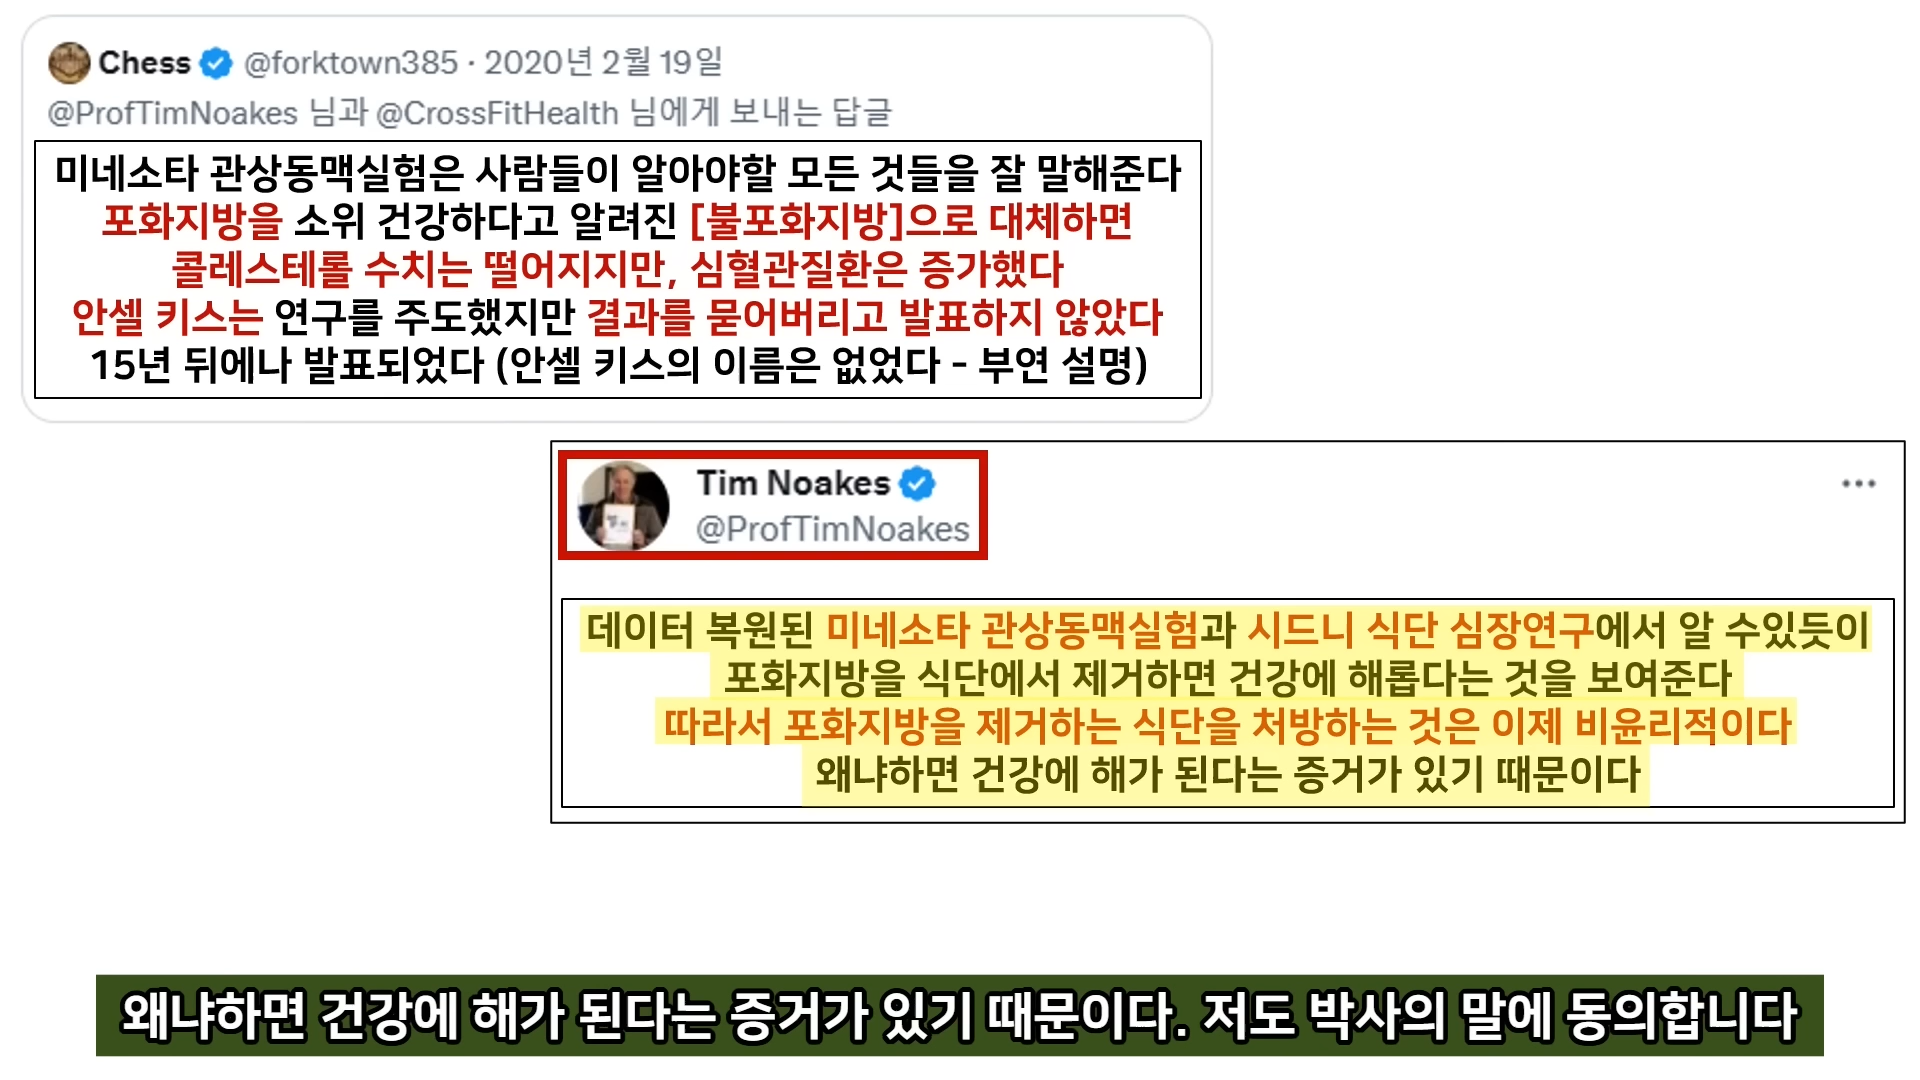 Chess @forktown385 · 2020년 2월 19일
@ProfTimNoakes 님과 @CrossFitHealth 님에게 보내는 답글
미네소타 관상동맥실험은 사람들이 알아야할 모든 것들을 잘 말해준다
포화지방을 소위 건강하다고 알려진 [불포화지방]으로 대체하면
콜레스테롤 수치는 떨어지지만, 심혈관질환은 증가했다
안셀 키스는 연구를 주도했지만 결과를 묻어버리고 발표하지 않았다
15년 뒤에나 발표되었다 (안셀 키스의 이름은 없었다 - 부연 설명)
Tim Noakes
@ProfTimNoakes
데이터 복원된 미네소타 관상동맥실험과 시드니 식단 심장연구에서 알 수있듯이
포화지방을 식단에서 제거하면 건강에 해롭다는 것을 보여준다
따라서 포화지방을 제거하는 식단을 처방하는 것은 이제 비윤리적이다
왜냐하면 건강에 해가 된다는 증거가 있기 때문이다
왜냐하면 건강에 해가 된다는 증거가 있기 때문이다. 저도 박사의 말에 동의합니다